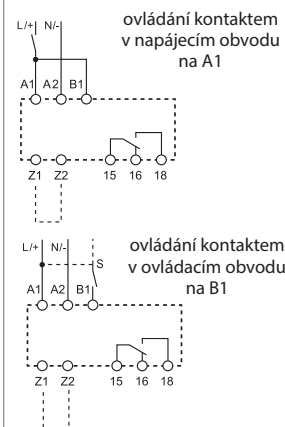 ovládání kontaktem
v napájecím obvodu
na A1
L/+ N/-
A1 A2 B1
Z1 Z2 15 16 18
ovládání kontaktem
v ovládacím obvodu
na B1
L/+ N/-
S
A1 A2 B1
Z1 Z2 15 16 18